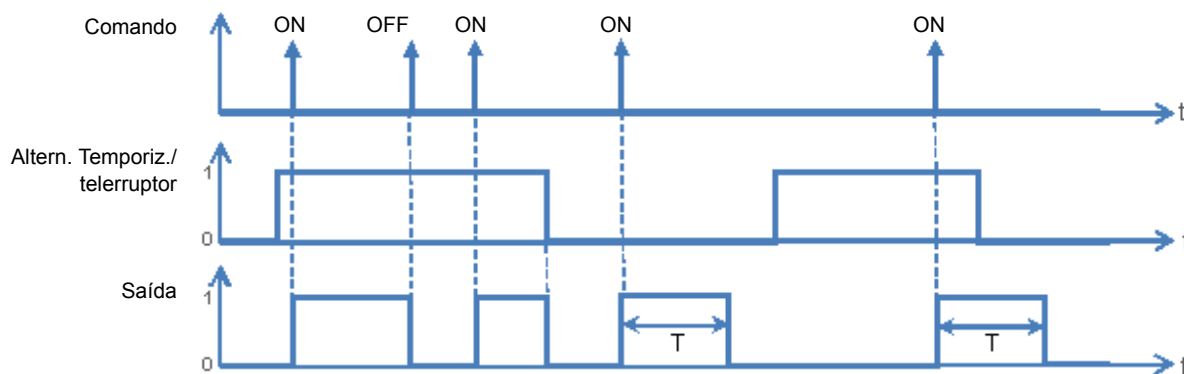 Comando
ON
OFF
ON
ON
ON
t
Altern. Temporiz./
telerruptor
1
0
Saída
1
0
T
T
t